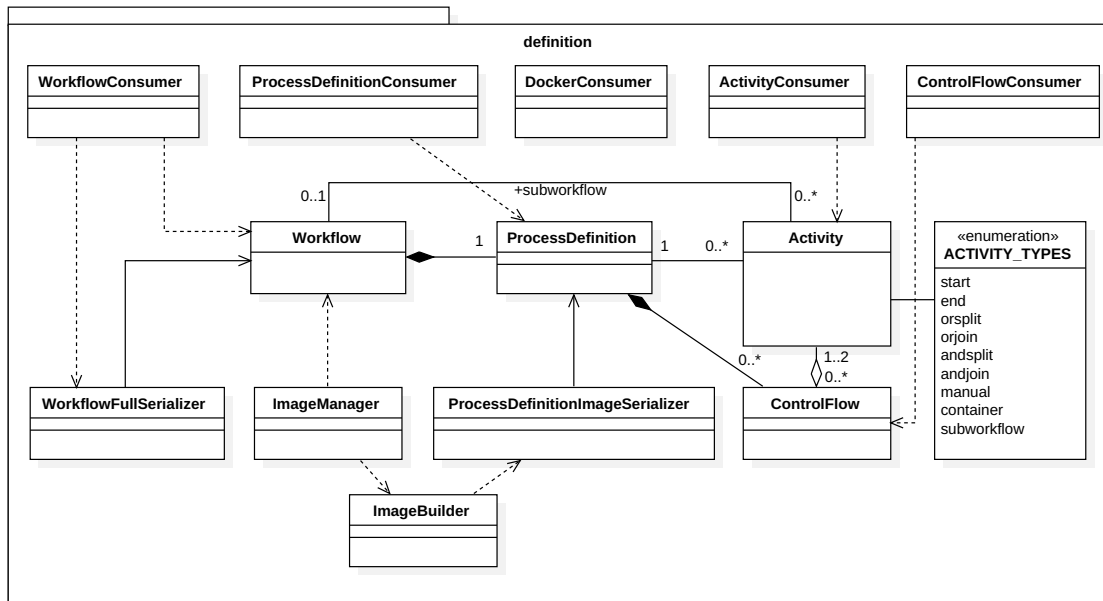 definition
WorkflowConsumer
ProcessDefinitionConsumer
DockerConsumer
ActivityConsumer
ControlFlowConsumer
+subworkflow
0..1
0..*
Workflow
1
ProcessDefinition
1
0..*
Activity
«enumeration»
ACTIVITY_TYPES
start
end
orsplit
orjoin
andsplit
andjoin
manual
container
subworkflow
0..*
1..2
0..*
WorkflowFullSerializer
ImageManager
ProcessDefinitionImageSerializer
ControlFlow
ImageBuilder